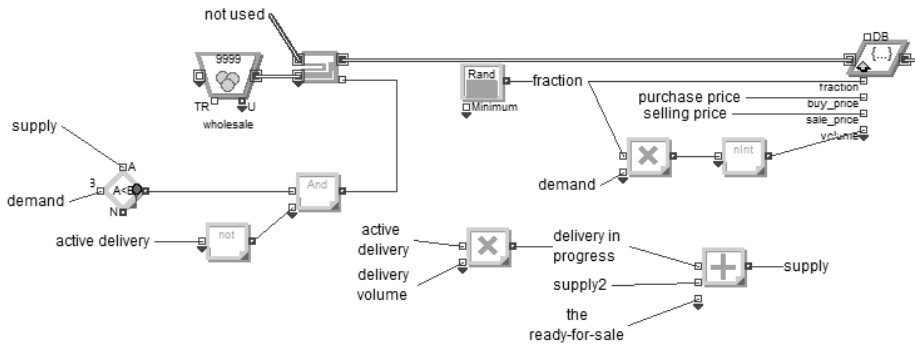 not used
DB
9999
{...}
Rand
fraction
fraction
TR
U
Minimum
purchase price
buy_price
wholesale
selling price
sale_price
supply
volume
A
nInt
A<B
And
demand
demand
N
active delivery
not
active
delivery
delivery in
progress
supply
delivery
volume
supply2
the
ready-for-sale